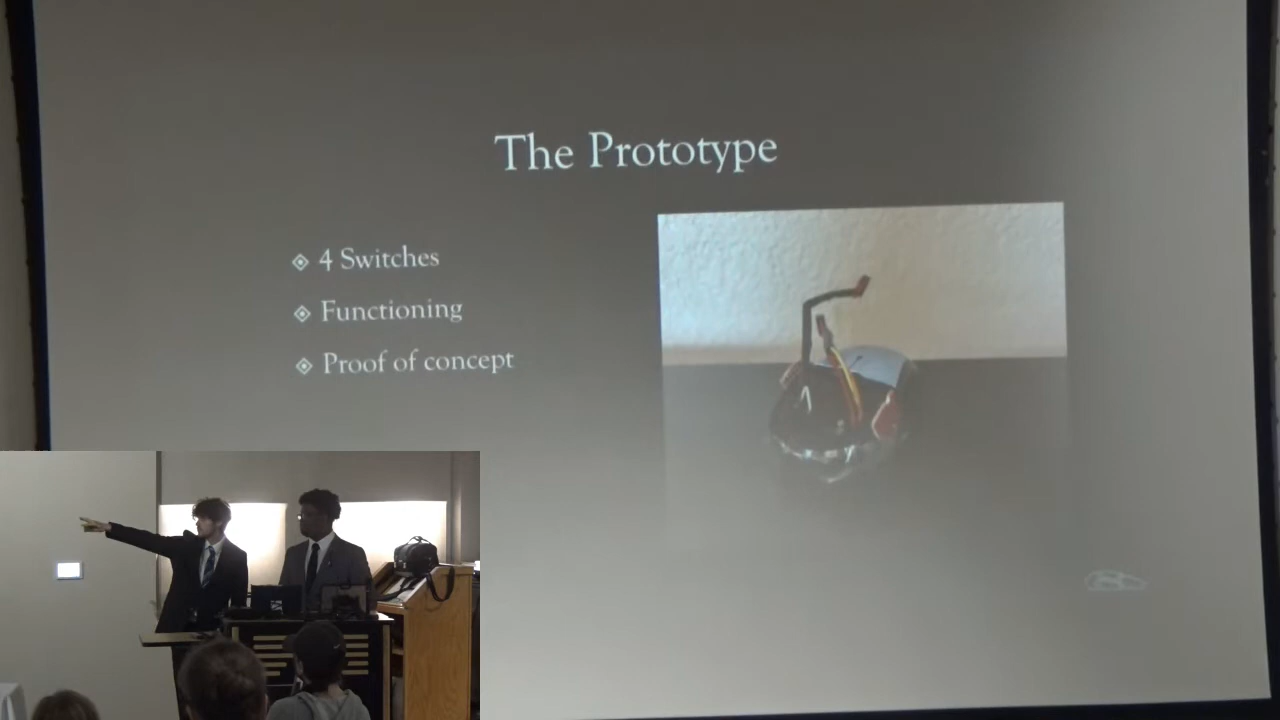 The Prototype
4 Switches
Functioning
Proof of concept